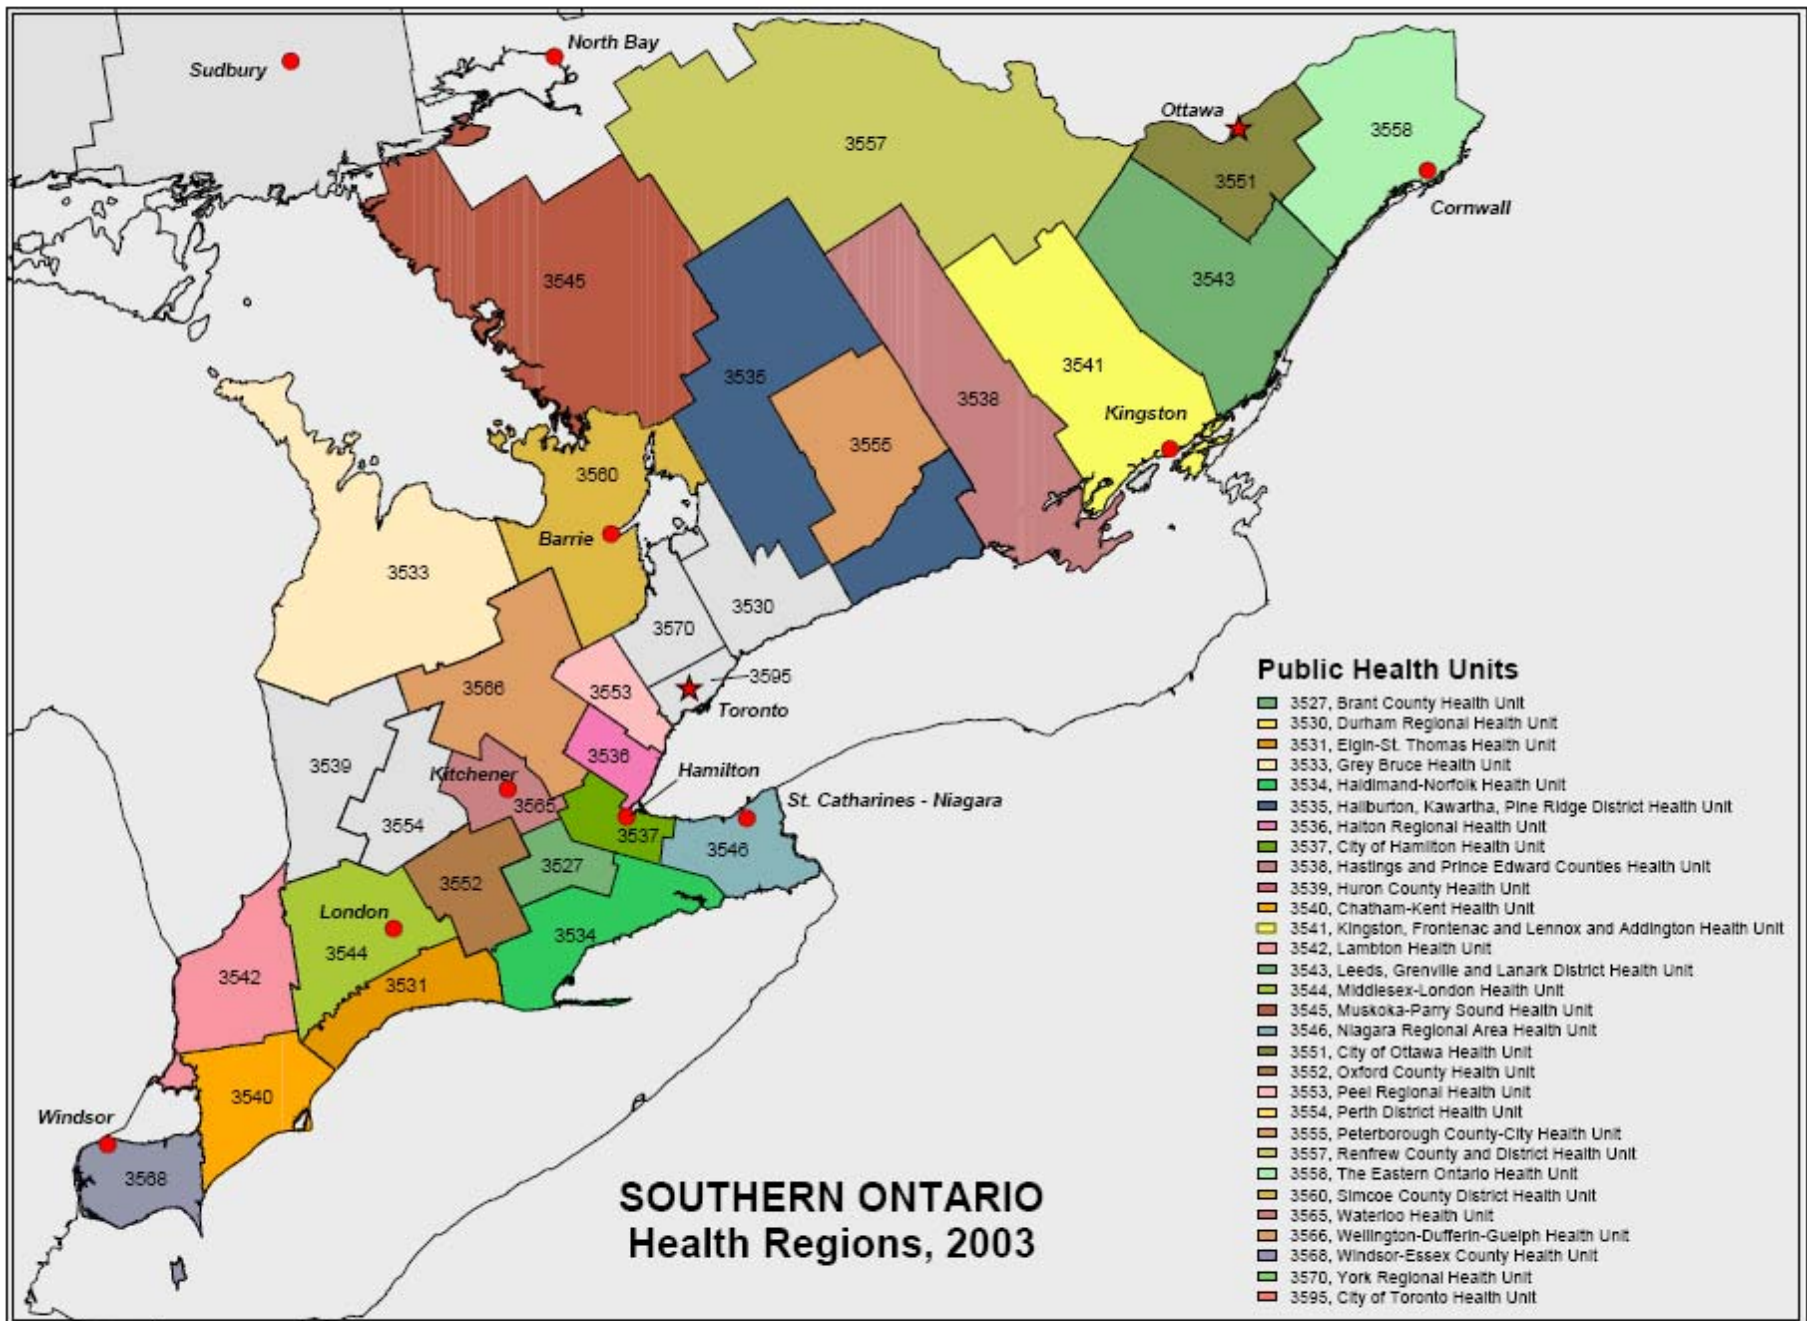 Sudbury
North Bay
Ottawa
3557
3558
3551
Cornwall
3545
3543
3535
3541
3538
Kingston
3555
3560
Barrie
3533
3530
3570
3595
3566
3553
Toronto
3539
3536
Hamilton
Kitchener
3565
St. Catharines - Niagara
3554
3537
3546
3527
3552
London
3534
3544
3542
3531
3540
Windsor
3568
SOUTHERN ONTARIO
Health Regions, 2003
Public Health Units
3527, Brant County Health Unit
3530, Durham Regional Health Unit
3531, Elgin-St. Thomas Health Unit
3533, Grey Bruce Health Unit
3534, Haldimand-Norfolk Health Unit
3535, Haliburton, Kawartha, Pine Ridge District Health Unit
3536, Halton Regional Health Unit
3537, City of Hamilton Health Unit
3538, Hastings and Prince Edward Counties Health Unit
3539, Huron County Health Unit
3540, Chatham-Kent Health Unit
3541, Kingston, Frontenac and Lennox and Addington Health Unit
3542, Lambton Health Unit
3543, Leeds, Grenville and Lanark District Health Unit
3544, Middlesex-London Health Unit
3545, Muskoka-Parry Sound Health Unit
3546, Niagara Regional Area Health Unit
3551, City of Ottawa Health Unit
3552, Oxford County Health Unit
3553, Peel Regional Health Unit
3554, Perth District Health Unit
3555, Peterborough County-City Health Unit
3557, Renfrew County and District Health Unit
3558, The Eastern Ontario Health Unit
3560, Simcoe County District Health Unit
3565, Waterloo Health Unit
3566, Wellington-Dufferin-Guelph Health Unit
3568, Windsor-Essex County Health Unit
3570, York Regional Health Unit
3595, City of Toronto Health Unit